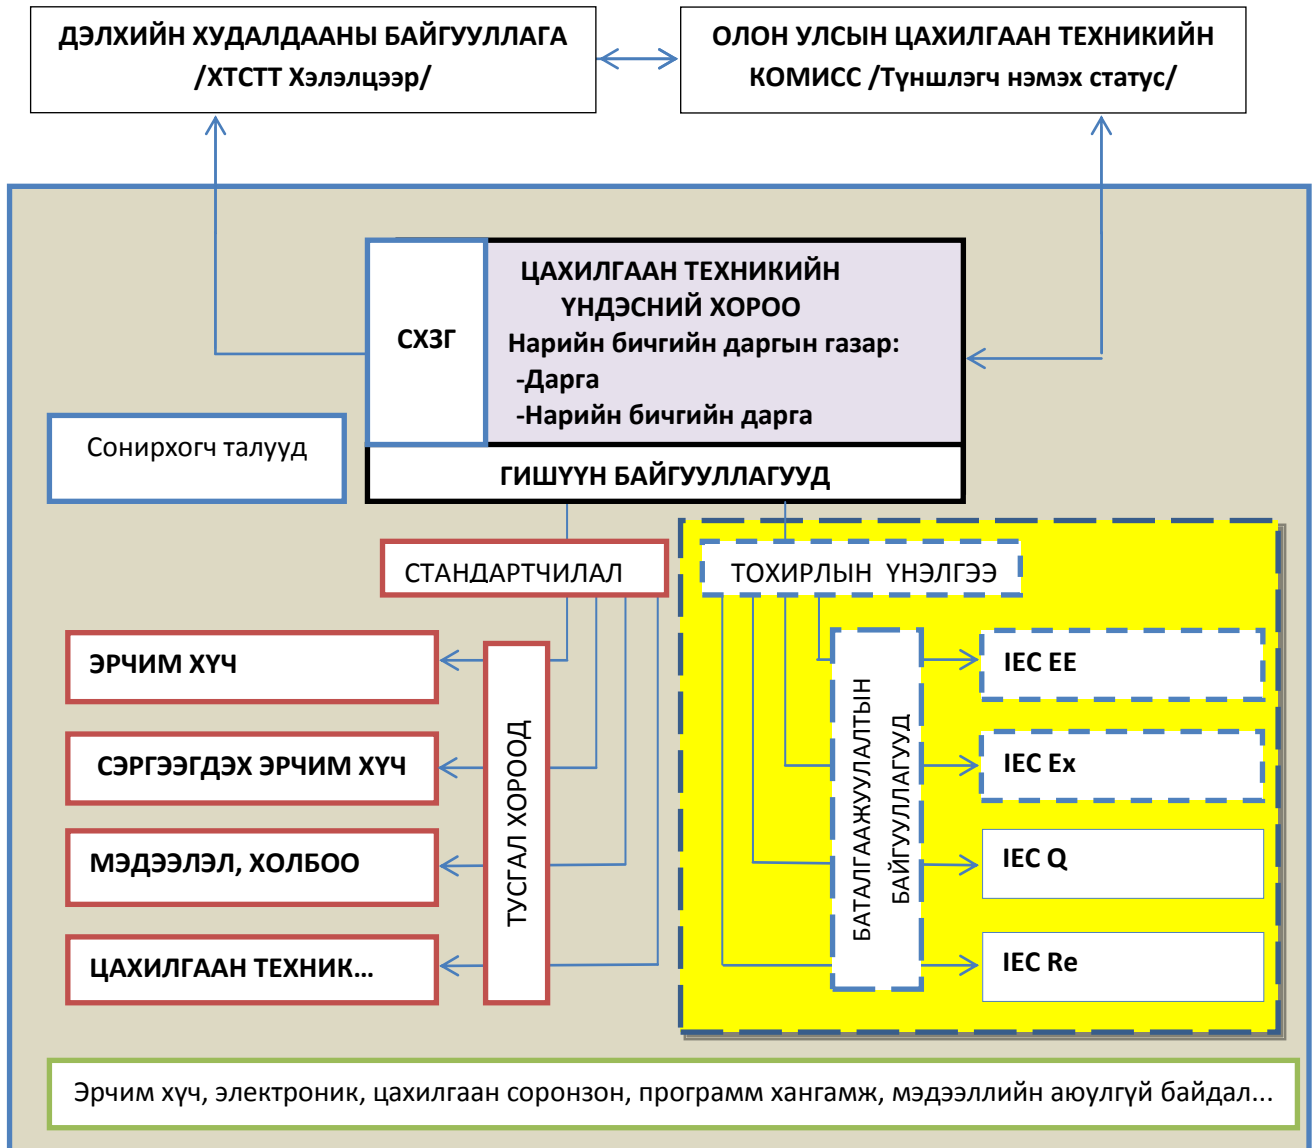 ДЭЛХИЙН ХУДАЛДААНЫ БАЙГУУЛЛАГА
/ХТСТТ Хэлэлцээр/
ОЛОН УЛСЫН ЦАХИЛГААН ТЕХНИКИЙН
КОМИСС /Түншлэгч нэмэх статус/
СХЗГ
ЦАХИЛГААН ТЕХНИКИЙН
ҮНДЭСНИЙ ХОРОО
Нарийн бичгийн даргын газар:
-Дарга
-Нарийн бичгийн дарга
Сонирхогч талууд
ГИШҮҮН БАЙГУУЛЛАГУУД
СТАНДАРТЧИЛАЛ
ТОХИРЛЫН ҮНЭЛГЭЭ
ЭРЧИМ ХҮЧ
СЭРГЭЭГДЭХ ЭРЧИМ ХҮЧ
МЭДЭЭЛЭЛ, ХОЛБОО
ЦАХИЛГААН ТЕХНИК...
ТУСГАЛ ХОРООД
БАТАЛГААЖУУЛАЛТЫН
БАЙГУУЛЛАГУУД
IEC EE
IEC Ex
IEC Q
IEC Re
Эрчим хүч, электроник, цахилгаан соронзон, программ хангамж, мэдээллийн аюулгүй байдал...